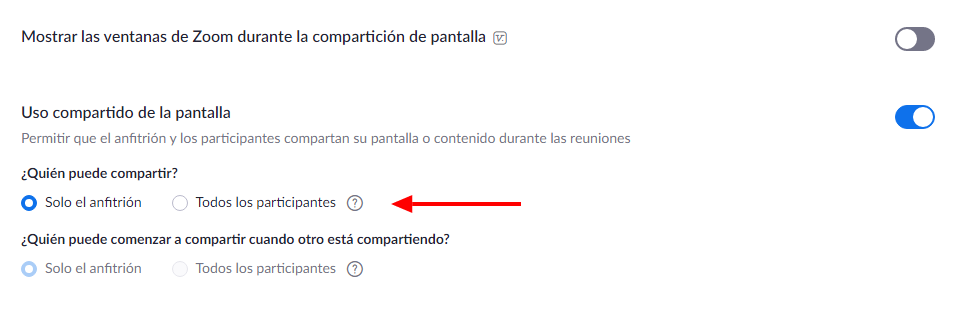 Mostrar las ventanas de Zoom durante la compartición de pantalla
Uso compartido de la pantalla
Permitir que el anfitrión y los participantes compartan su pantalla o contenido durante las reuniones
¿Quién puede compartir?
Solo el anfitrión Todos los participantes ?
¿Quién puede comenzar a compartir cuando otro está compartiendo?
Solo el anfitrión Todos los participantes ?